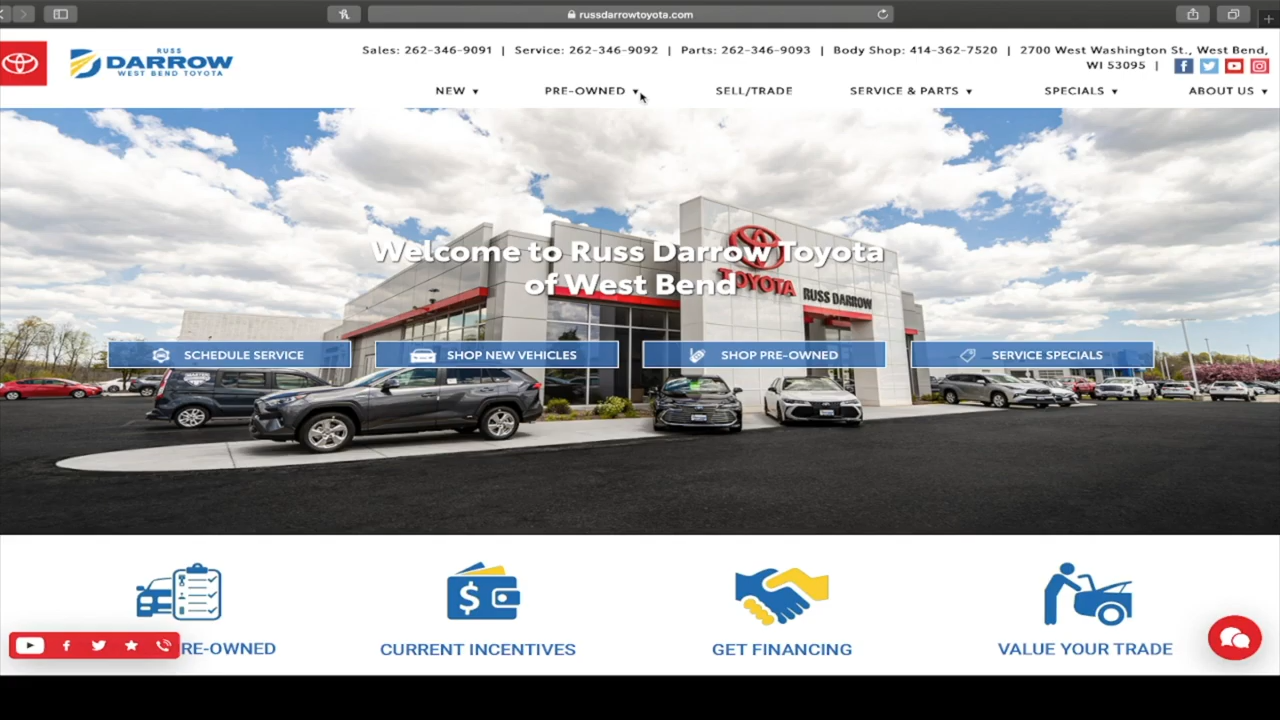 russdarrowtoyota.com
RUSS
DARROW
WEST BEND TOYOTA
Sales: 262-346-9091 | Service: 262-346-9092 | Parts: 262-346-9093 | Body Shop: 414-362-7520 | 2700 West Washington St., West Bend,
WI 53095 |
NEW ▼ PRE-OWNED ▼ SELL/TRADE SERVICE & PARTS ▼ SPECIALS ▼ ABOUT US ▼
Welcome to Russ Darrow Toyota
of West Bend
TOYOTA
RUSS DARROW
SCHEDULE SERVICE SHOP NEW VEHICLES SHOP PRE-OWNED SERVICE SPECIALS
RE-OWNED CURRENT INCENTIVES GET FINANCING VALUE YOUR TRADE